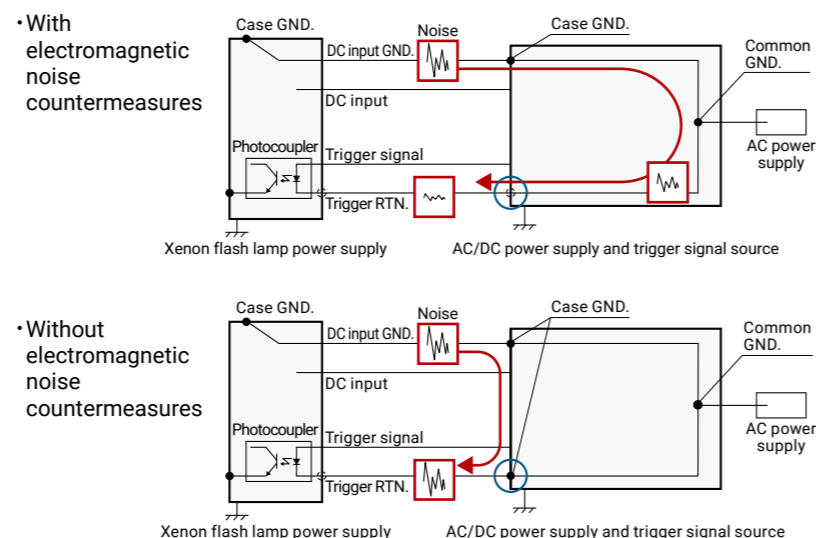 ・With
electromagnetic
noise
countermeasures
Case GND.
DC input GND.
Noise
Case GND.
Common
GND.
DC input
AC power
supply
Photocoupler
Trigger signal
Trigger RTN.
Xenon flash lamp power supply
AC/DC power supply and trigger signal source
・Without
electromagnetic
noise
countermeasures
Case GND.
DC input GND.
Noise
Case GND.
Common
GND.
DC input
AC power
supply
Photocoupler
Trigger signal
Trigger RTN.
Xenon flash lamp power supply
AC/DC power supply and trigger signal source